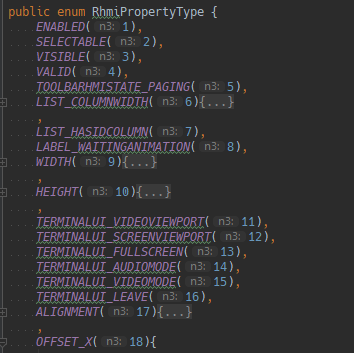 public enum RhmiPropertyType {
ENABLED( n3: 1),
SELECTABLE( n3: 2),
VISIBLE( n3: 3),
VALID( n3: 4),
TOOLBARHMISTATE_PAGING( n3: 5),
LIST_COLUMNWIDTH( n3: 6){...}
,
LIST_HASIDCOLUMN( n3: 7),
LABEL_WAITINGANIMATION( n3: 8),
WIDTH( n3: 9){...}
,
HEIGHT( n3: 10){...}
,
TERMINALUI_VIDEOVIEWPORT( n3: 11),
TERMINALUI_SCREENVIEWPORT( n3: 12),
TERMINALUI_FULLSCREEN( n3: 13),
TERMINALUI_AUDIOMODE( n3: 14),
TERMINALUI_VIDEOMODE( n3: 15),
TERMINALUI_LEAVE( n3: 16),
ALIGNMENT( n3: 17){...}
,
OFFSET_X( n3: 18){